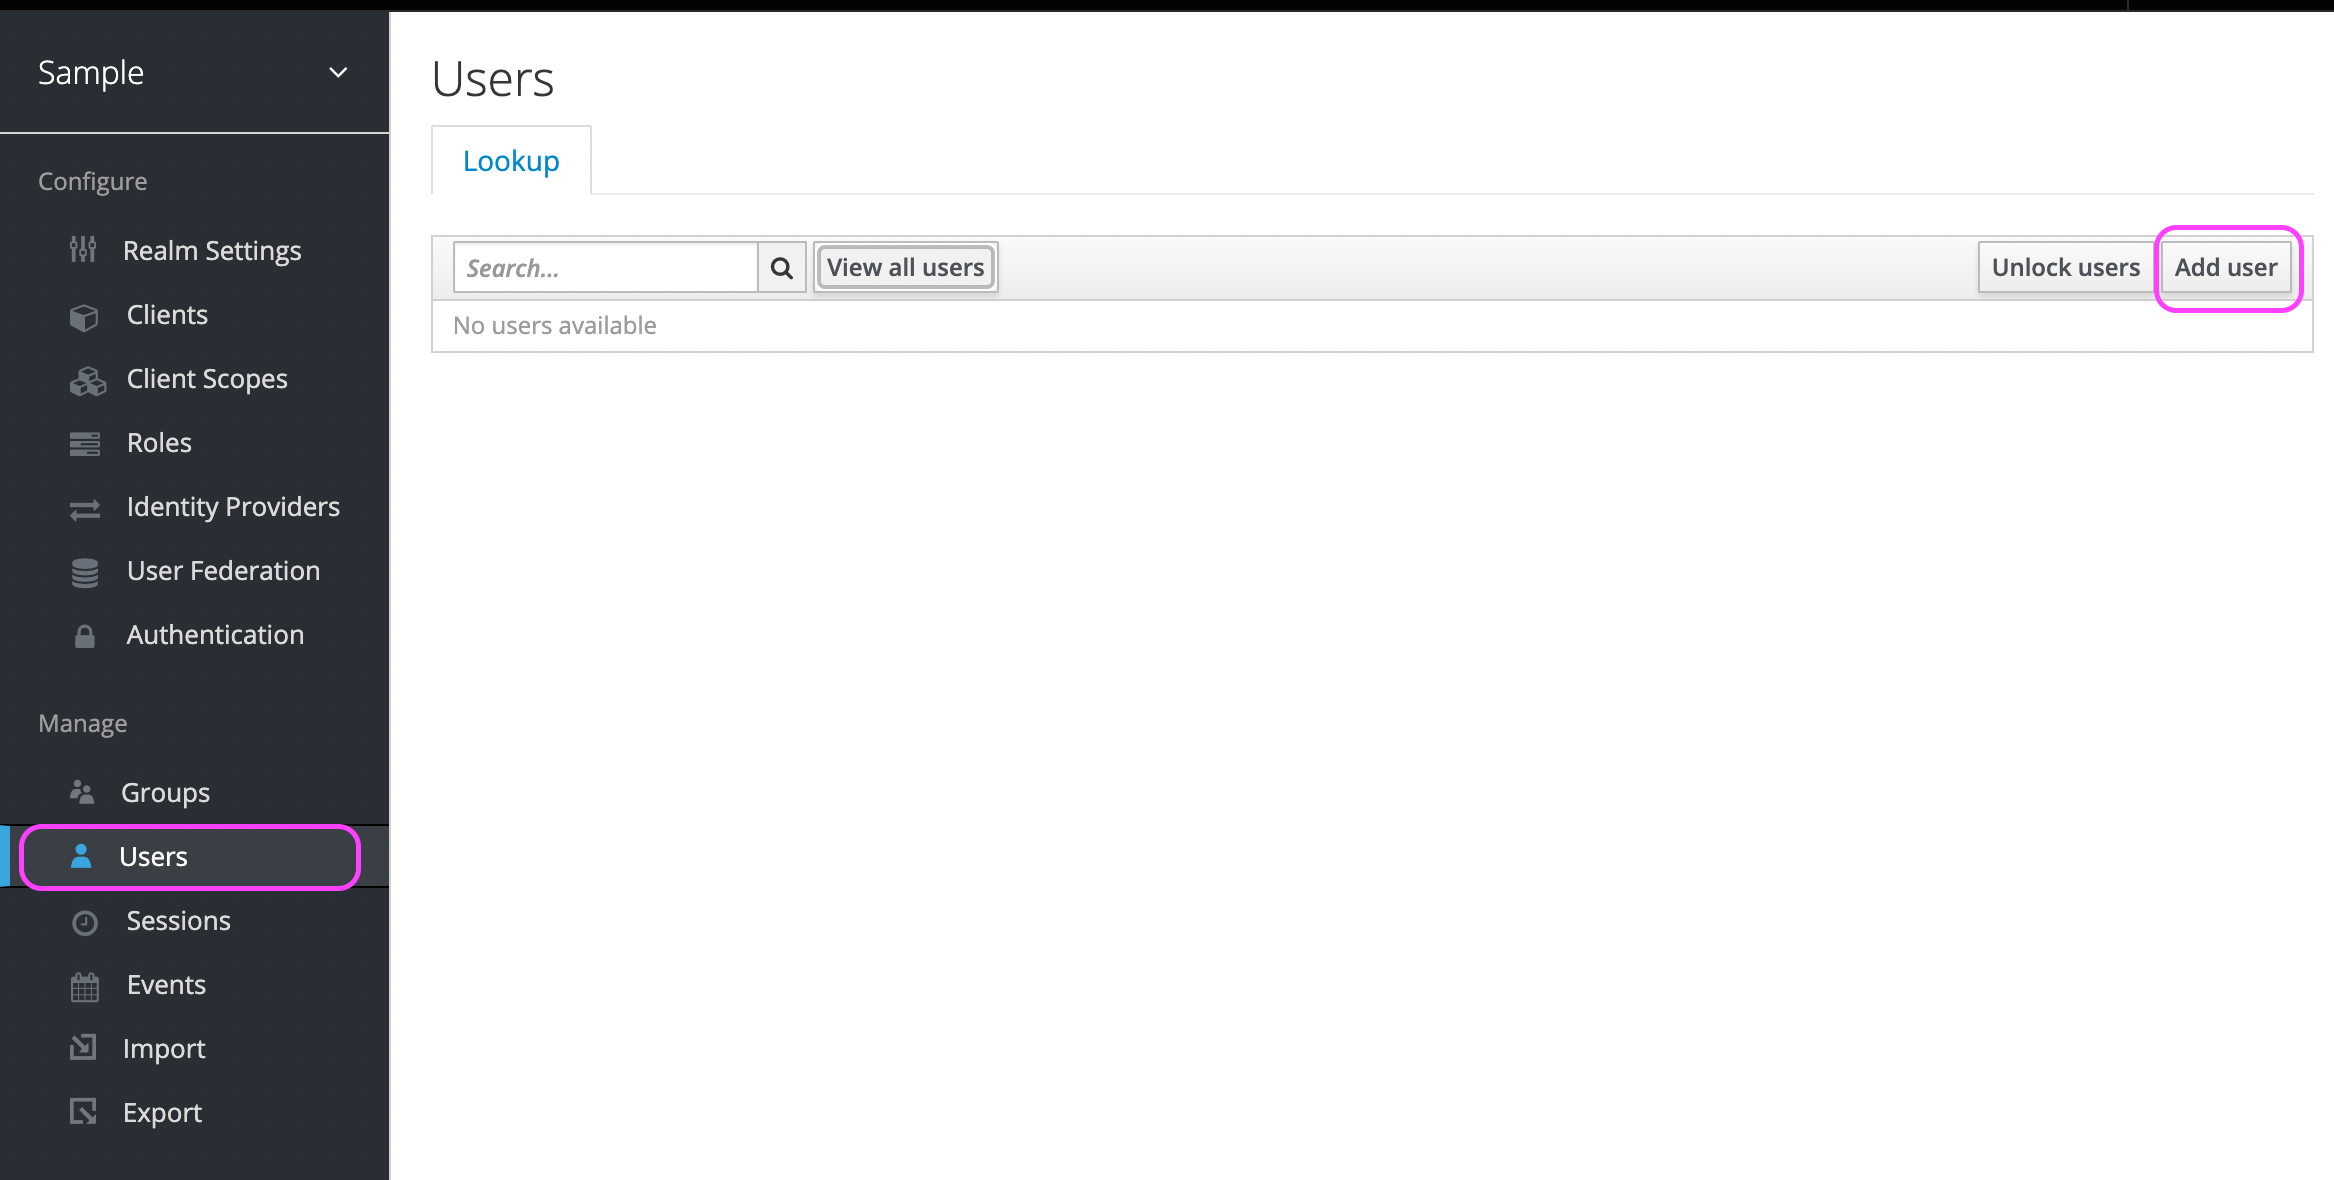 Sample
Configure
Realm Settings
Clients
Client Scopes
Roles
Identity Providers
User Federation
Authentication
Manage
Groups
Users
Sessions
Events
Import
Export
Users
Lookup
Search... View all users Unlock users Add user
No users available